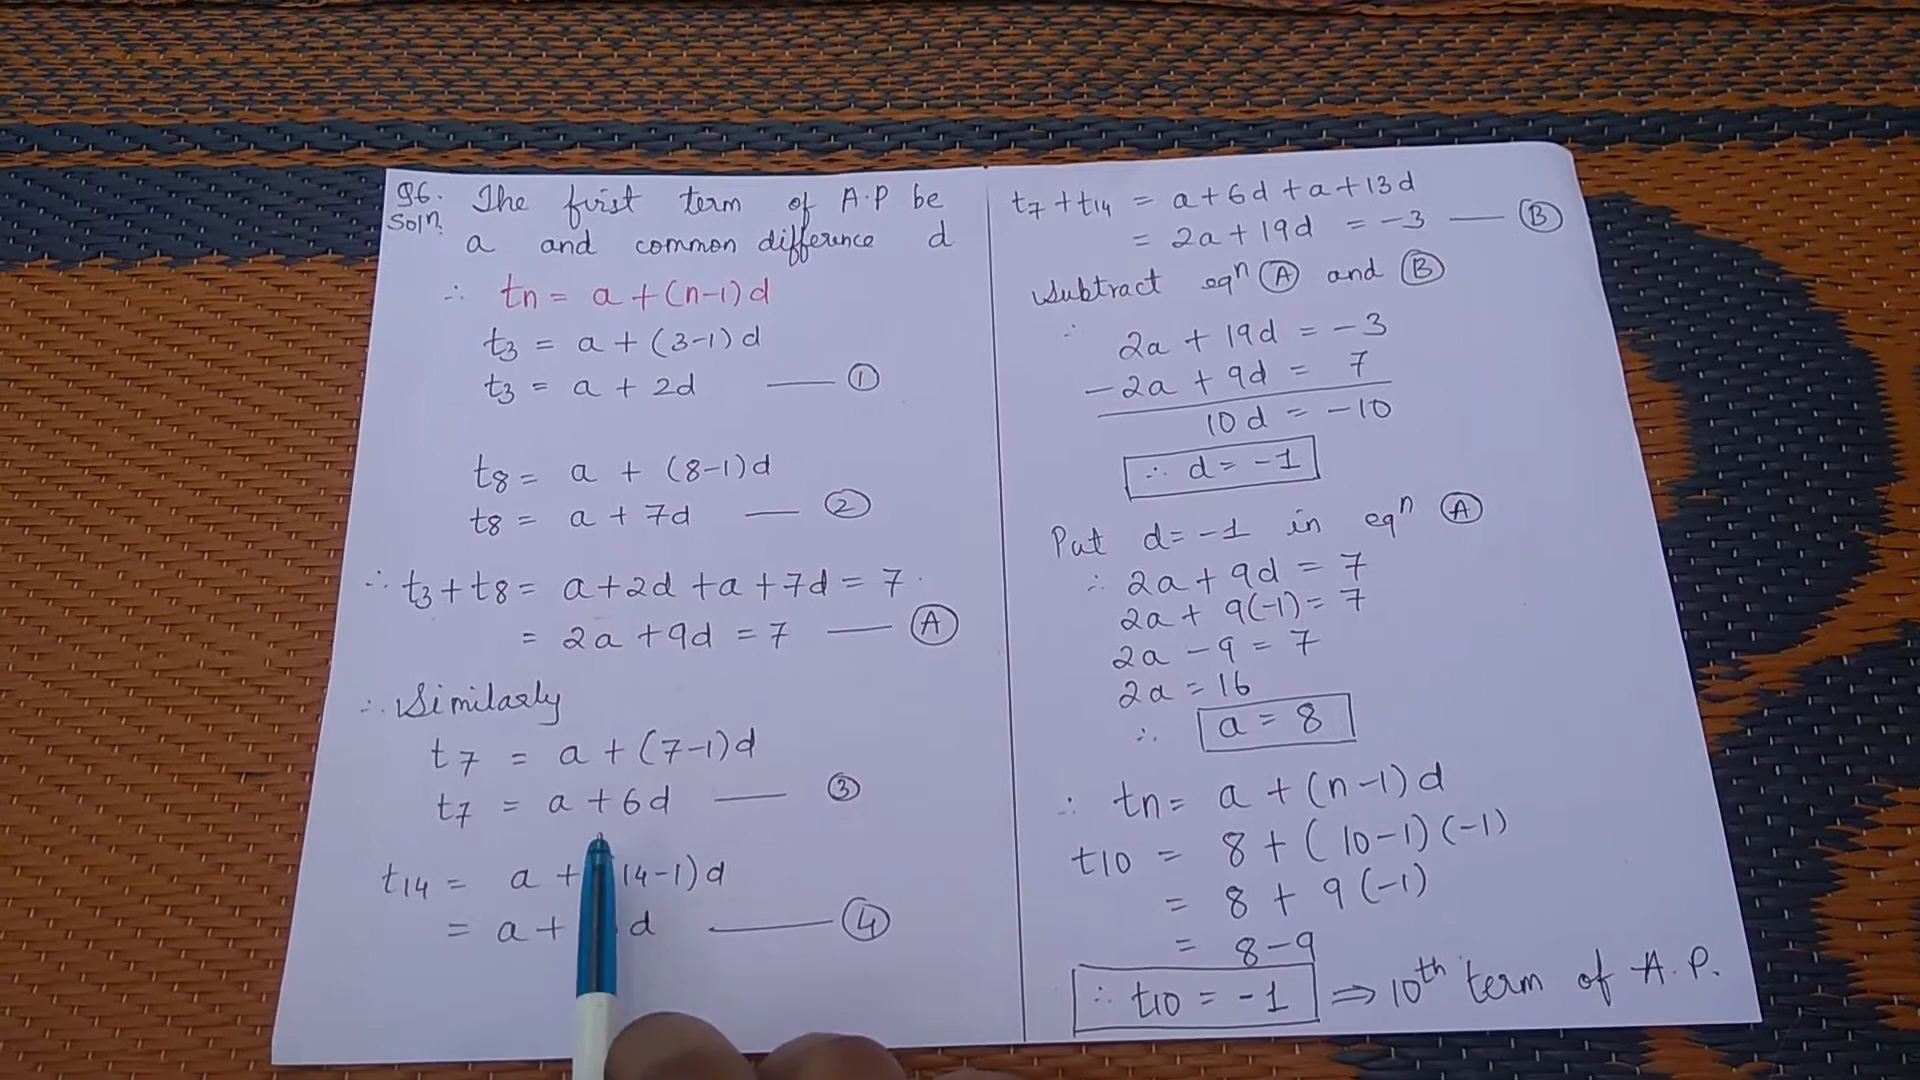 Q6. The first term of A.P be
Soln. a and common difference d
∴ tn = a + (n-1)d
t3 = a + (3-1)d
t3 = a + 2d —— ①
t8 = a + (8-1)d
t8 = a + 7d —— ②
∴ t3 + t8 = a+2d +a +7d = 7.
= 2a +9d = 7 —— Ⓐ
∴ Similarly
t7 = a + (7-1)d
t7 = a + 6d —— ③
t14 = a + 14-1)d
= a + d —— ④
t7 + t14 = a+6d +a +13d
= 2a +19d = -3 —— Ⓑ
Subtract eqn Ⓐ and Ⓑ
∴ 2a + 19d = -3
-2a + 9d = 7
10d = -10
∴ d = -1
Put d = -1 in eqn Ⓐ
∴ 2a + 9d = 7
2a + 9(-1) = 7
2a - 9 = 7
2a = 16
∴ a = 8
∴ tn = a + (n-1)d
t10 = 8 + (10-1)(-1)
= 8 + 9(-1)
= 8-9
∴ t10 = -1 ⇒ 10th term of A.P.